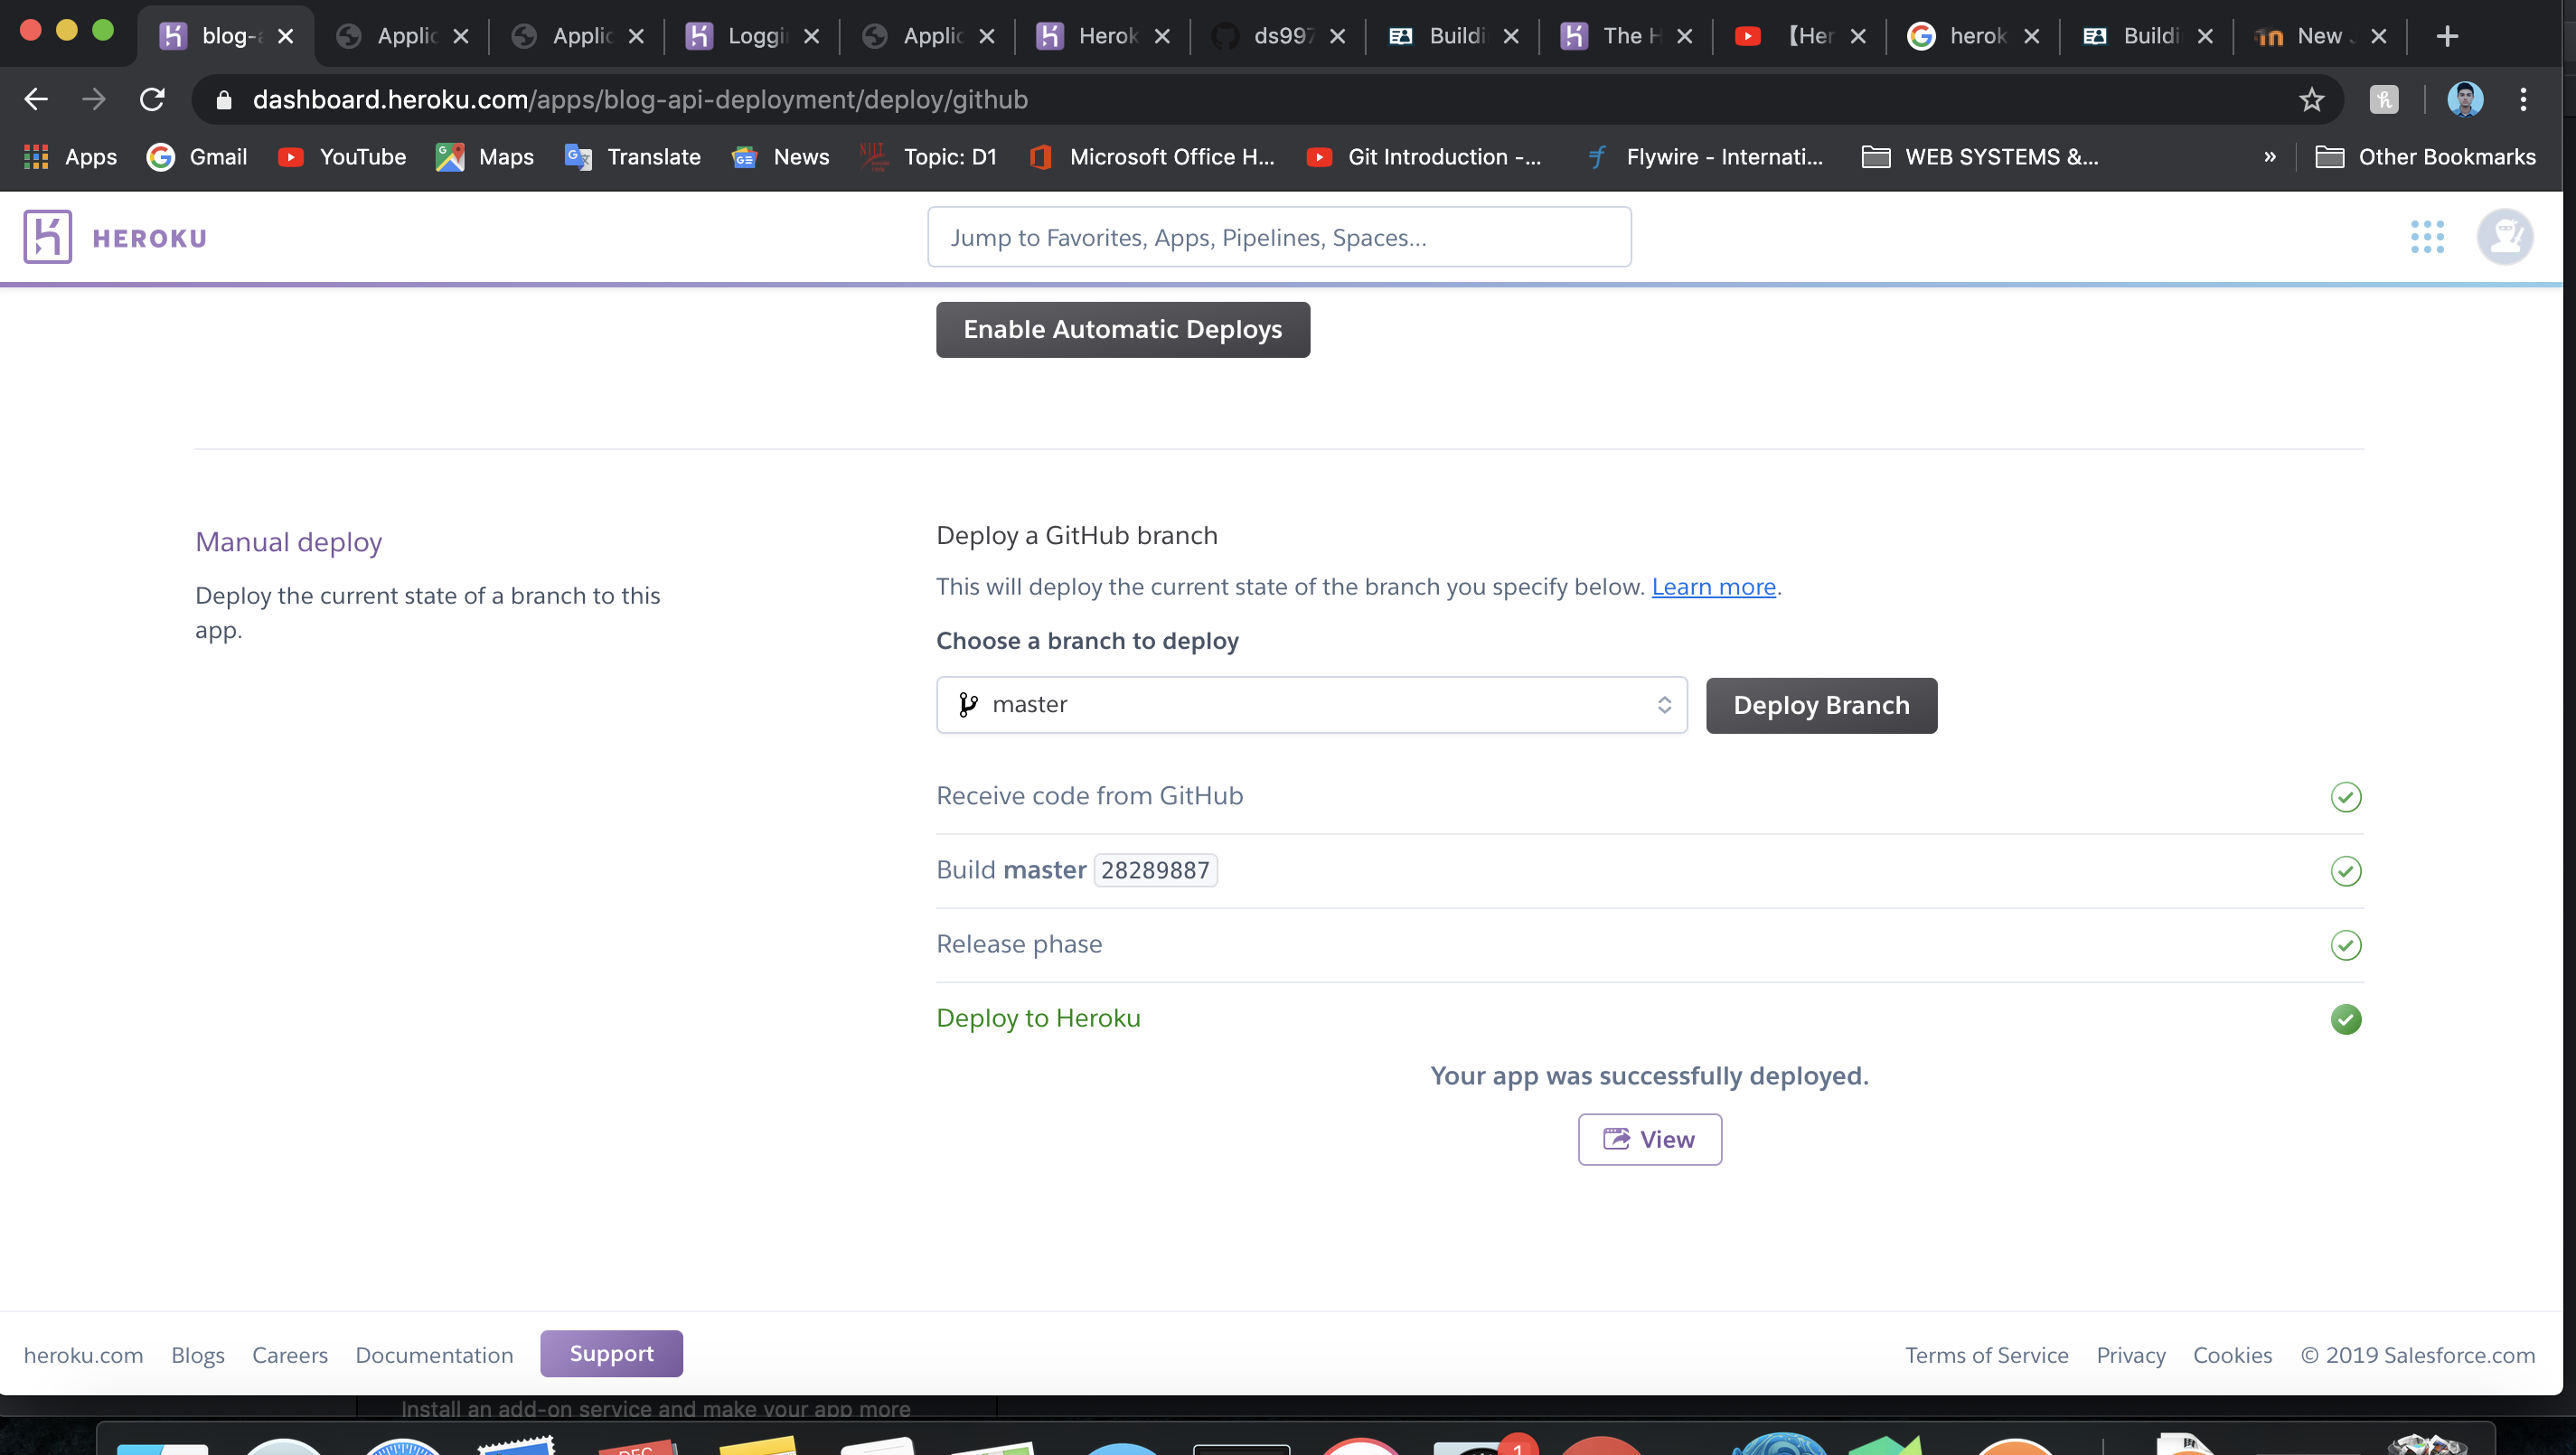 blog-a
Applic
Applic
Loggi
Applic
Herok
ds997
Buildi
The H
【Her
herok
Buildi
New
dashboard.heroku.com/apps/blog-api-deployment/deploy/github
Apps
Gmail
YouTube
Maps
Translate
News
Topic: D1
Microsoft Office H...
Git Introduction -...
Flywire - Internati...
WEB SYSTEMS &...
»
Other Bookmarks
HEROKU
Jump to Favorites, Apps, Pipelines, Spaces...
Enable Automatic Deploys
Manual deploy
Deploy the current state of a branch to this
app.
Deploy a GitHub branch
This will deploy the current state of the branch you specify below. Learn more.
Choose a branch to deploy
master
Deploy Branch
Receive code from GitHub
Build master 28289887
Release phase
Deploy to Heroku
Your app was successfully deployed.
View
heroku.com
Blogs
Careers
Documentation
Support
Terms of Service
Privacy
Cookies
© 2019 Salesforce.com
Install an add-on service and make your app more
DEC
1